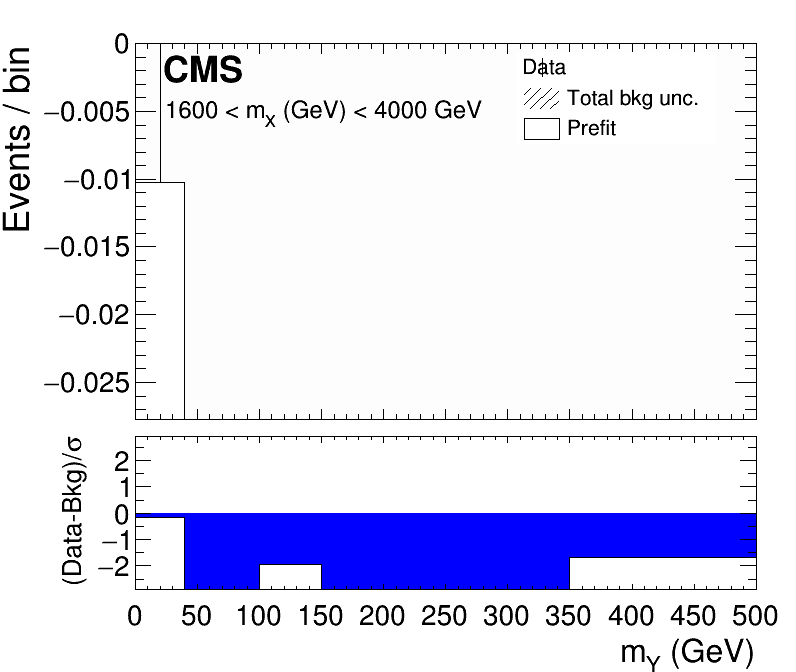 Events / bin
0
−0.005
−0.01
−0.015
−0.02
−0.025
CMS
1600 < mX (GeV) < 4000 GeV
Data
Total bkg unc.
Prefit
(Data-Bkg)/σ
2
1
0
−1
−2
0 50 100 150 200 250 300 350 400 450 500
mY (GeV)